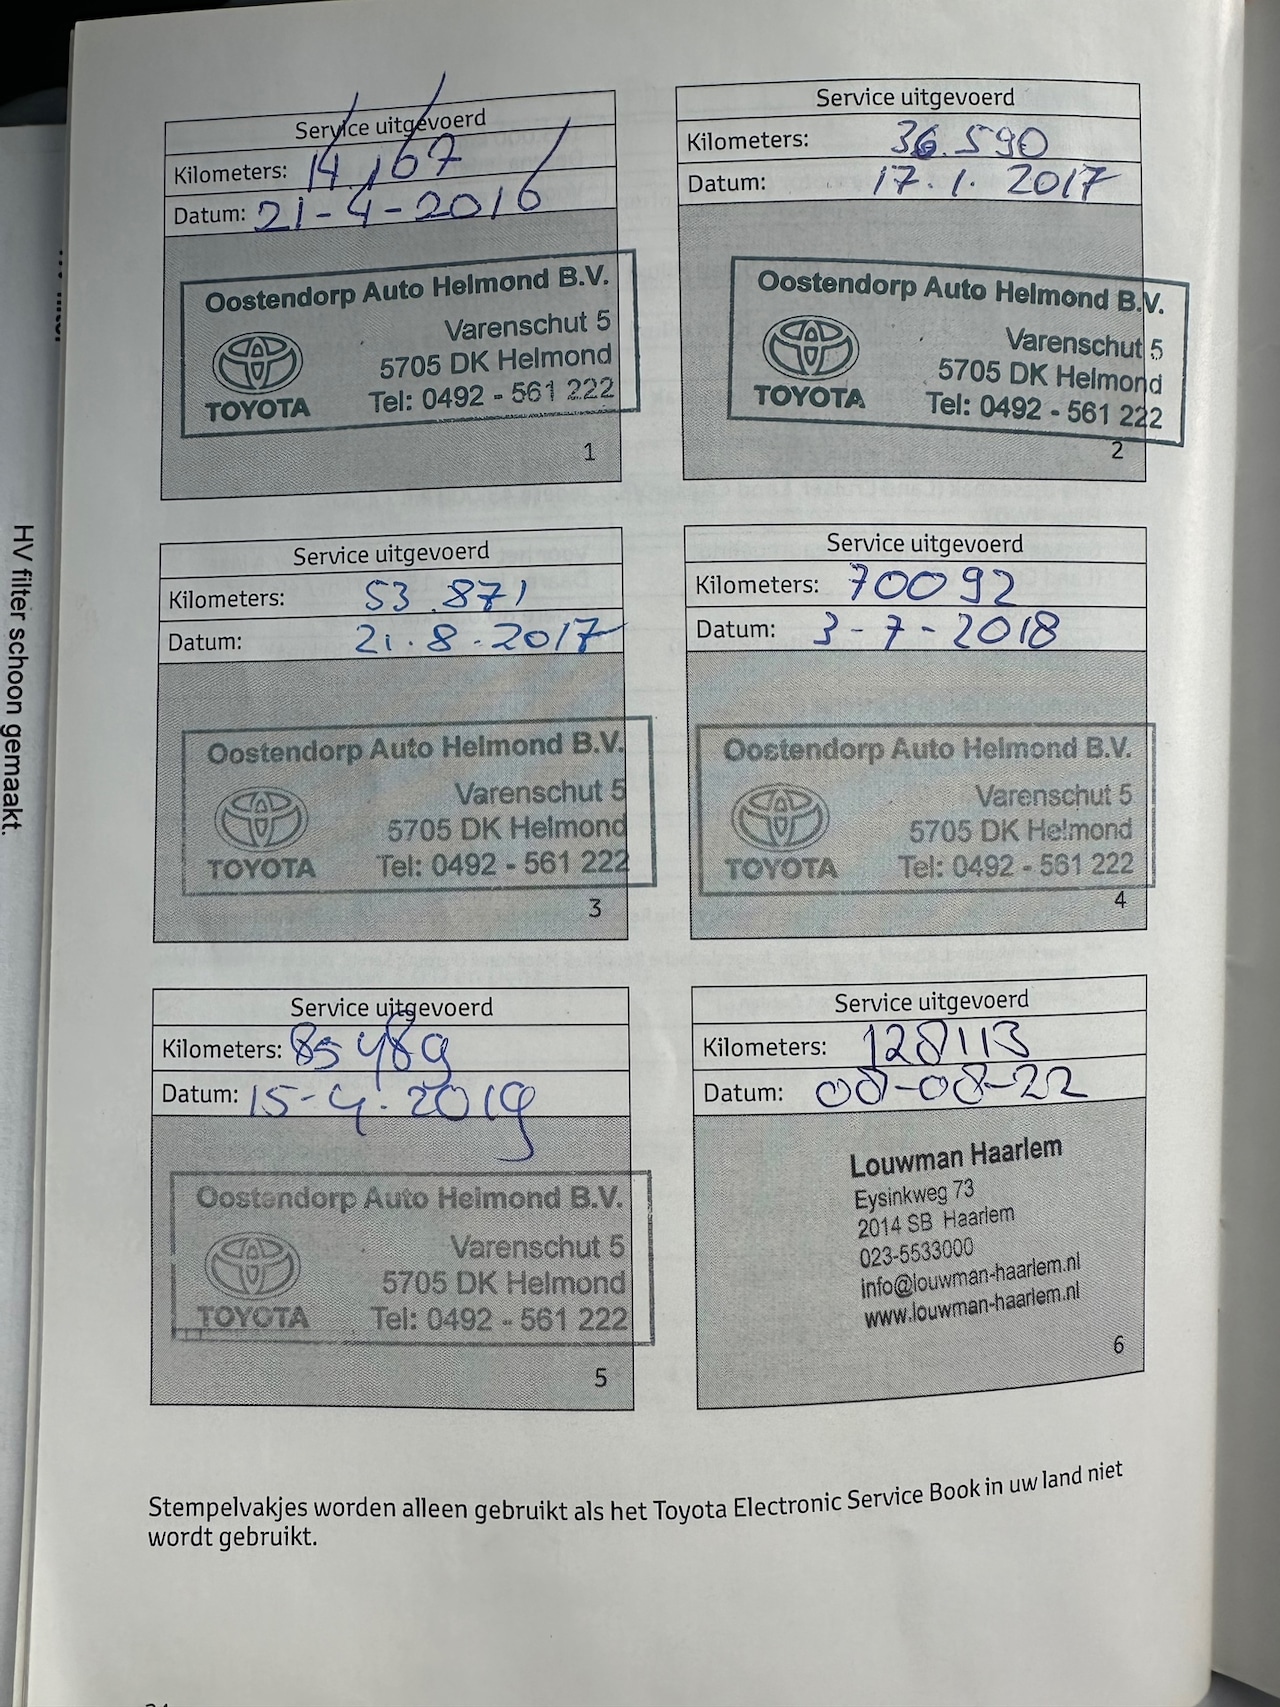 Service uitgevoerd
Kilometers: 14.167
Datum: 21-4-2016
Oostendorp Auto Helmond B.V.
Varenschut 5
5705 DK Helmond
TOYOTA Tel: 0492 - 561 222
1
Service uitgevoerd
Kilometers: 36.590
Datum: 17.1.2017
Oostendorp Auto Helmond B.V.
Varenschut 5
5705 DK Helmond
TOYOTA Tel: 0492 - 561 222
2
Service uitgevoerd
Kilometers: 53.871
Datum: 21.8.2017
Oostendorp Auto Helmond B.V.
Varenschut 5
5705 DK Helmond
TOYOTA Tel: 0492 - 561 222
3
Service uitgevoerd
Kilometers: 70092
Datum: 3-7-2018
Oostendorp Auto Helmond B.V.
Varenschut 5
5705 DK Helmond
TOYOTA Tel: 0492 - 561 222
4
Service uitgevoerd
Kilometers: 85489
Datum: 15-4.2019
Oostendorp Auto Helmond B.V.
Varenschut 5
5705 DK Helmond
TOYOTA Tel: 0492 - 561 222
5
Service uitgevoerd
Kilometers: 128113
Datum: 08-08-22
Louwman Haarlem
Eysinkweg 73
2014 SB Haarlem
023-5533000
info@louwman-haarlem.nl
www.louwman-haarlem.nl
6
Stempelvakjes worden alleen gebruikt als het Toyota Electronic Service Book in uw land niet
wordt gebruikt.
HV filter schoon gemaakt.